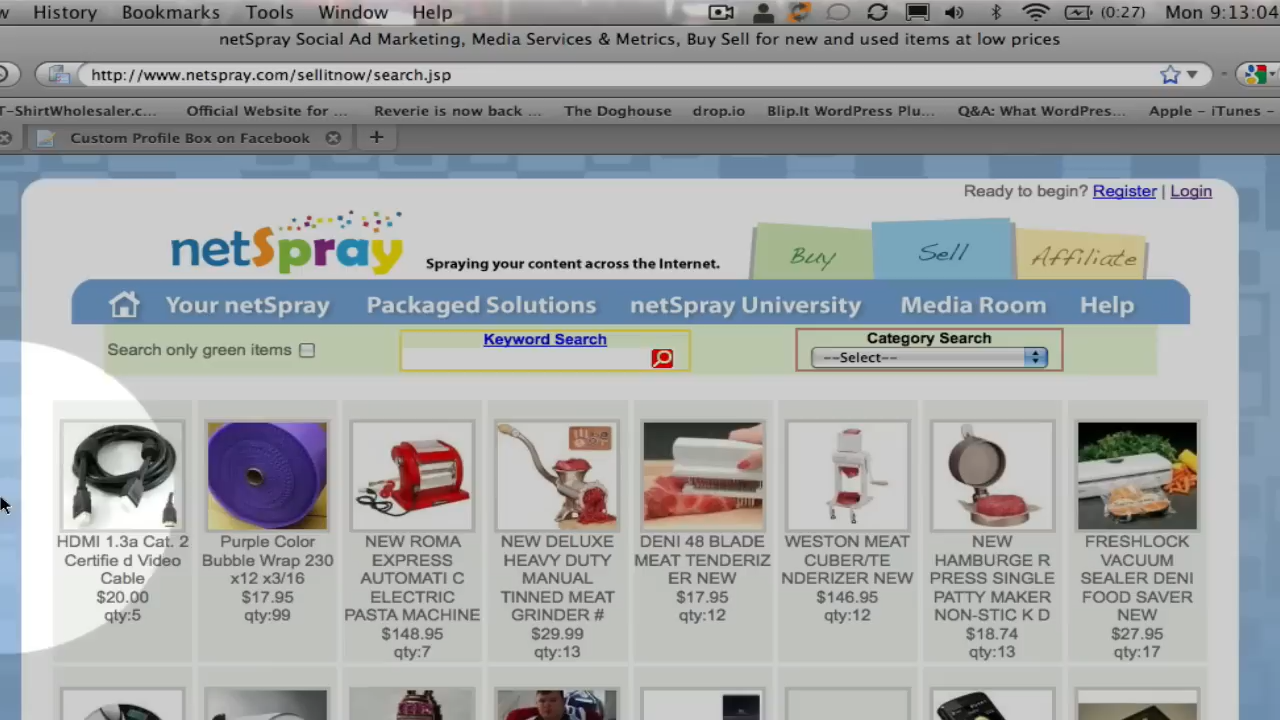 History Bookmarks Tools Window Help (0:27) Mon 9:13:04
netSpray Social Ad Marketing, Media Services & Metrics, Buy Sell for new and used items at low prices
http://www.netspray.com/sellitnow/search.jsp
T-ShirtWholesaler.c... Official Website for ... Reverie is now back ... The Doghouse drop.io Blip.It WordPress Plu... Q&A: What WordPres... Apple – iTunes –
Custom Profile Box on Facebook
Ready to begin? Register | Login
netSpray Spraying your content across the Internet. Buy Sell Affiliate
Your netSpray Packaged Solutions netSpray University Media Room Help
Search only green items
Keyword Search
Category Search
--Select--
HDMI 1.3a Cat. 2
Certifie d Video
Cable
$20.00
qty:5
Purple Color
Bubble Wrap 230
x12 x3/16
$17.95
qty:99
NEW ROMA
EXPRESS
AUTOMATI C
ELECTRIC
PASTA MACHINE
$148.95
qty:7
NEW DELUXE
HEAVY DUTY
MANUAL
TINNED MEAT
GRINDER #
$29.99
qty:13
DENI 48 BLADE
MEAT TENDERIZ
ER NEW
$17.95
qty:12
WESTON MEAT
CUBER/TE
NDERIZER NEW
$146.95
qty:12
NEW
HAMBURGE R
PRESS SINGLE
PATTY MAKER
NON-STIC K D
$18.74
qty:13
FRESHLOCK
VACUUM
SEALER DENI
FOOD SAVER
NEW
$27.95
qty:17